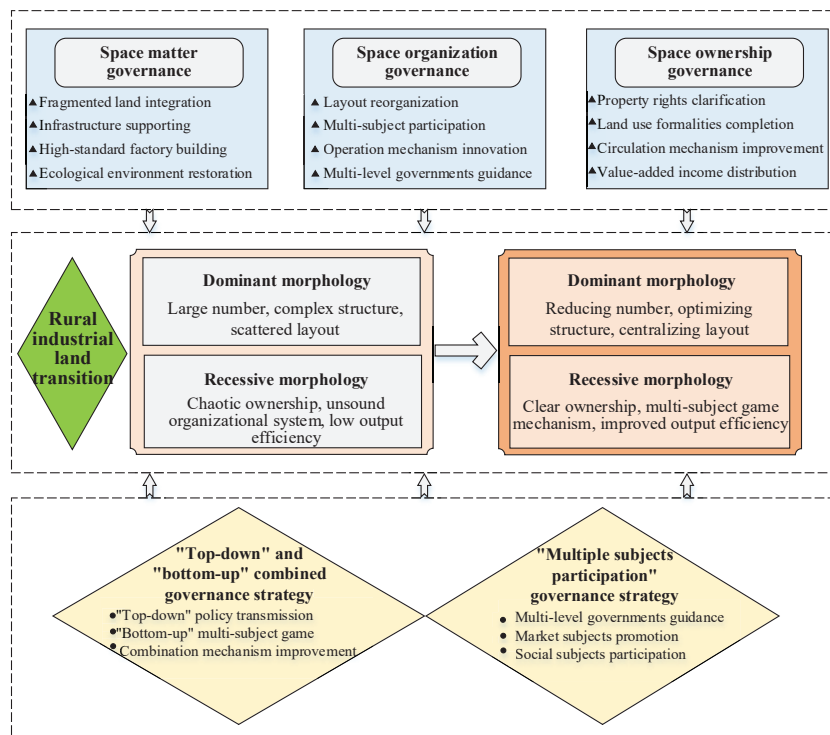 Space matter
governance
▲Fragmented land integration
▲Infrastructure supporting
▲High-standard factory building
▲Ecological environment restoration
Space organization
governance
▲ Layout reorganization
▲ Multi-subject participation
▲ Operation mechanism innovation
▲ Multi-level governments guidance
Space ownership
governance
▲Property rights clarification
▲Land use formalities completion
▲Circulation mechanism improvement
▲Value-added income distribution
Rural
industrial
land
transition
Dominant morphology
Large number, complex structure,
scattered layout
Recessive morphology
Chaotic ownership, unsound
organizational system, low output
efficiency
Dominant morphology
Reducing number, optimizing
structure, centralizing layout
Recessive morphology
Clear ownership, multi-subject game
mechanism, improved output efficiency
"Top-down" and
"bottom-up" combined
governance strategy
●"Top-down" policy transmission
●"Bottom-up" multi-subject game
●Combination mechanism improvement
"Multiple subjects
participation"
governance strategy
● Multi-level governments guidance
● Market subjects promotion
● Social subjects participation